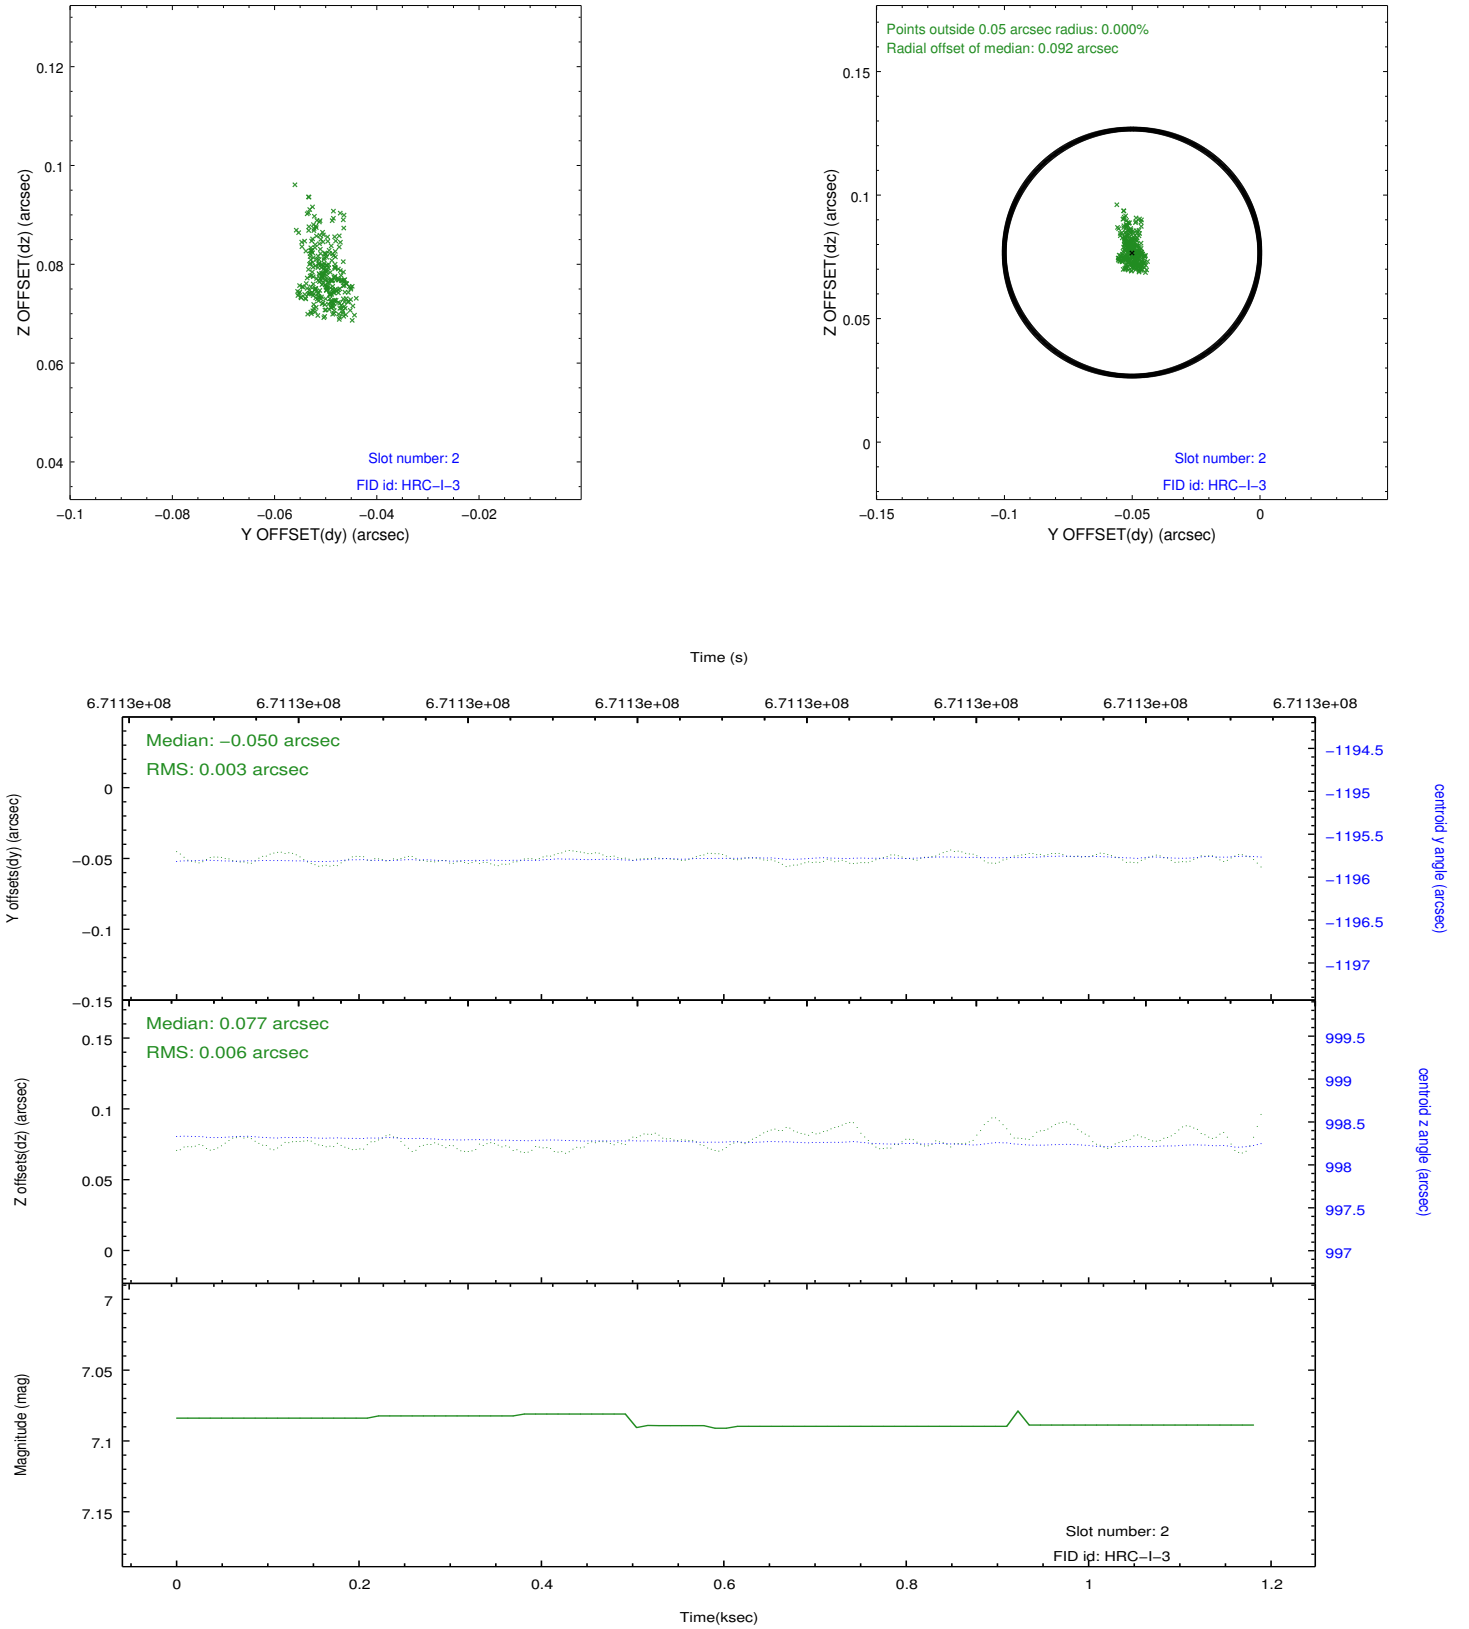 0.12
0.1
0.08
0.06
0.04
Z OFFSET(dz) (arcsec)
Slot number: 2
FID id: HRC−I−3
−0.1
−0.08
−0.06
−0.04
−0.02
Y OFFSET(dy) (arcsec)
Points outside 0.05 arcsec radius: 0.000%
Radial offset of median: 0.092 arcsec
0.15
0.1
0.05
0
Z OFFSET(dz) (arcsec)
Slot number: 2
FID id: HRC−I−3
−0.15
−0.1
−0.05
0
Y OFFSET(dy) (arcsec)
Time (s)
6.7113e+08 6.7113e+08 6.7113e+08 6.7113e+08 6.7113e+08 6.7113e+08 6.7113e+08 6.7113e+08
Median: −0.050 arcsec
RMS: 0.003 arcsec
0
−0.05
−0.1
−0.15
Y offsets(dy) (arcsec)
−1194.5
−1195
−1195.5
−1196
−1196.5
−1197
centroid y angle (arcsec)
Median: 0.077 arcsec
RMS: 0.006 arcsec
0.15
0.1
0.05
0
Z offsets(dz) (arcsec)
999.5
999
998.5
998
997.5
997
centroid z angle (arcsec)
7
7.05
7.1
7.15
Magnitude (mag)
Slot number: 2
FID id: HRC−I−3
0
0.2
0.4
0.6
0.8
1
1.2
Time(ksec)